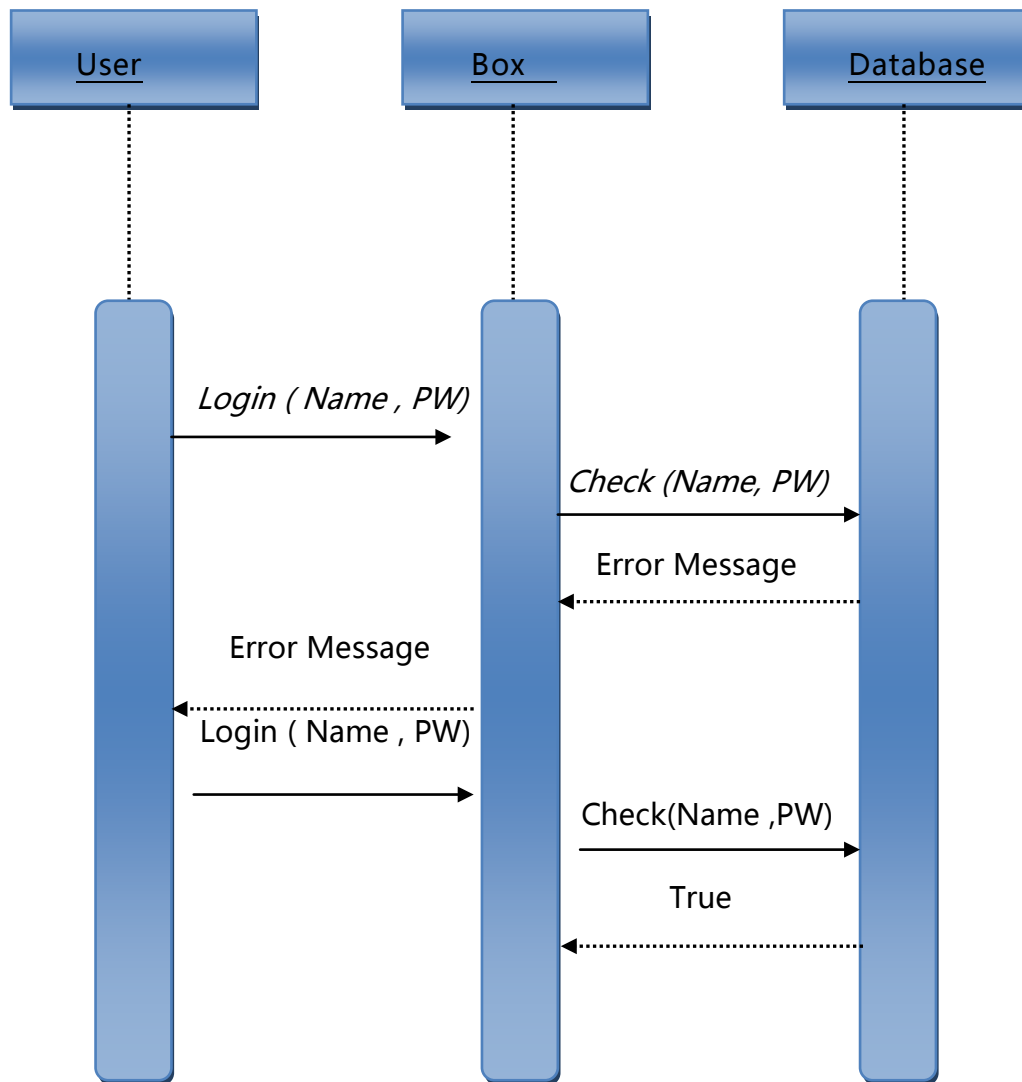 User
Box
Database
Login ( Name , PW)
Check (Name, PW)
Error Message
Error Message
Login ( Name , PW)
Check(Name ,PW)
True